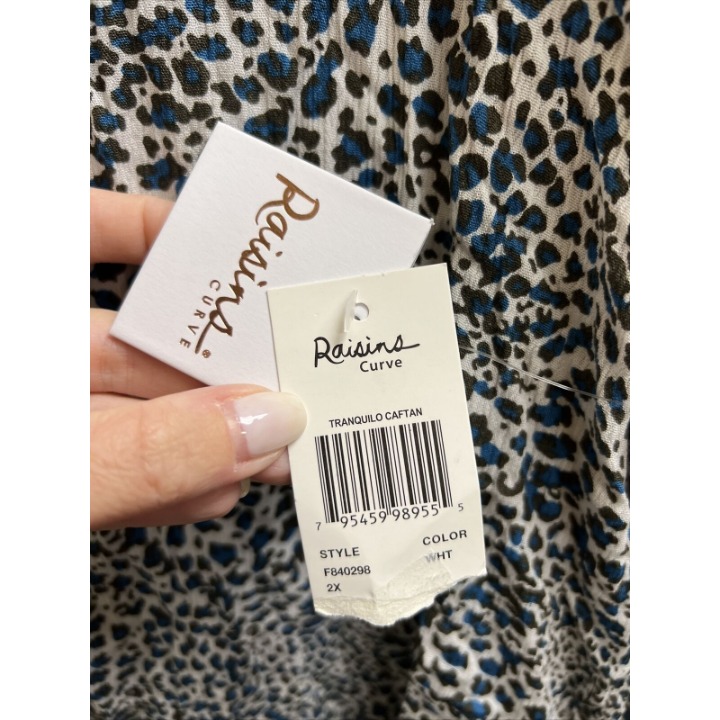 Raisins
CURVE®
Raisins
Curve
TRANQUILO CAFTAN
7 95459 98955 5
STYLE COLOR
F840298 WHT
2X